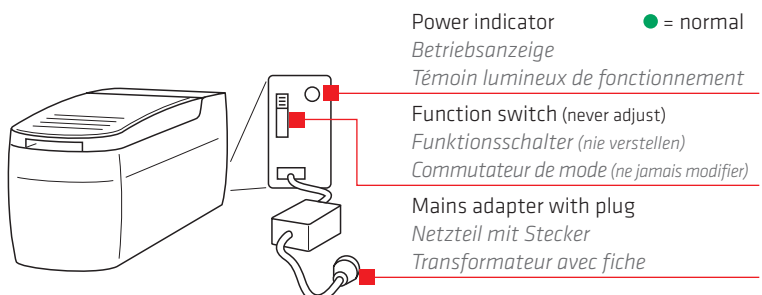 Power indicator ● = normal
Betriebsanzeige
Témoin lumineux de fonctionnement
Function switch (never adjust)
Funktionsschalter (nie verstellen)
Commutateur de mode (ne jamais modifier)
Mains adapter with plug
Netzteil mit Stecker
Transformateur avec fiche